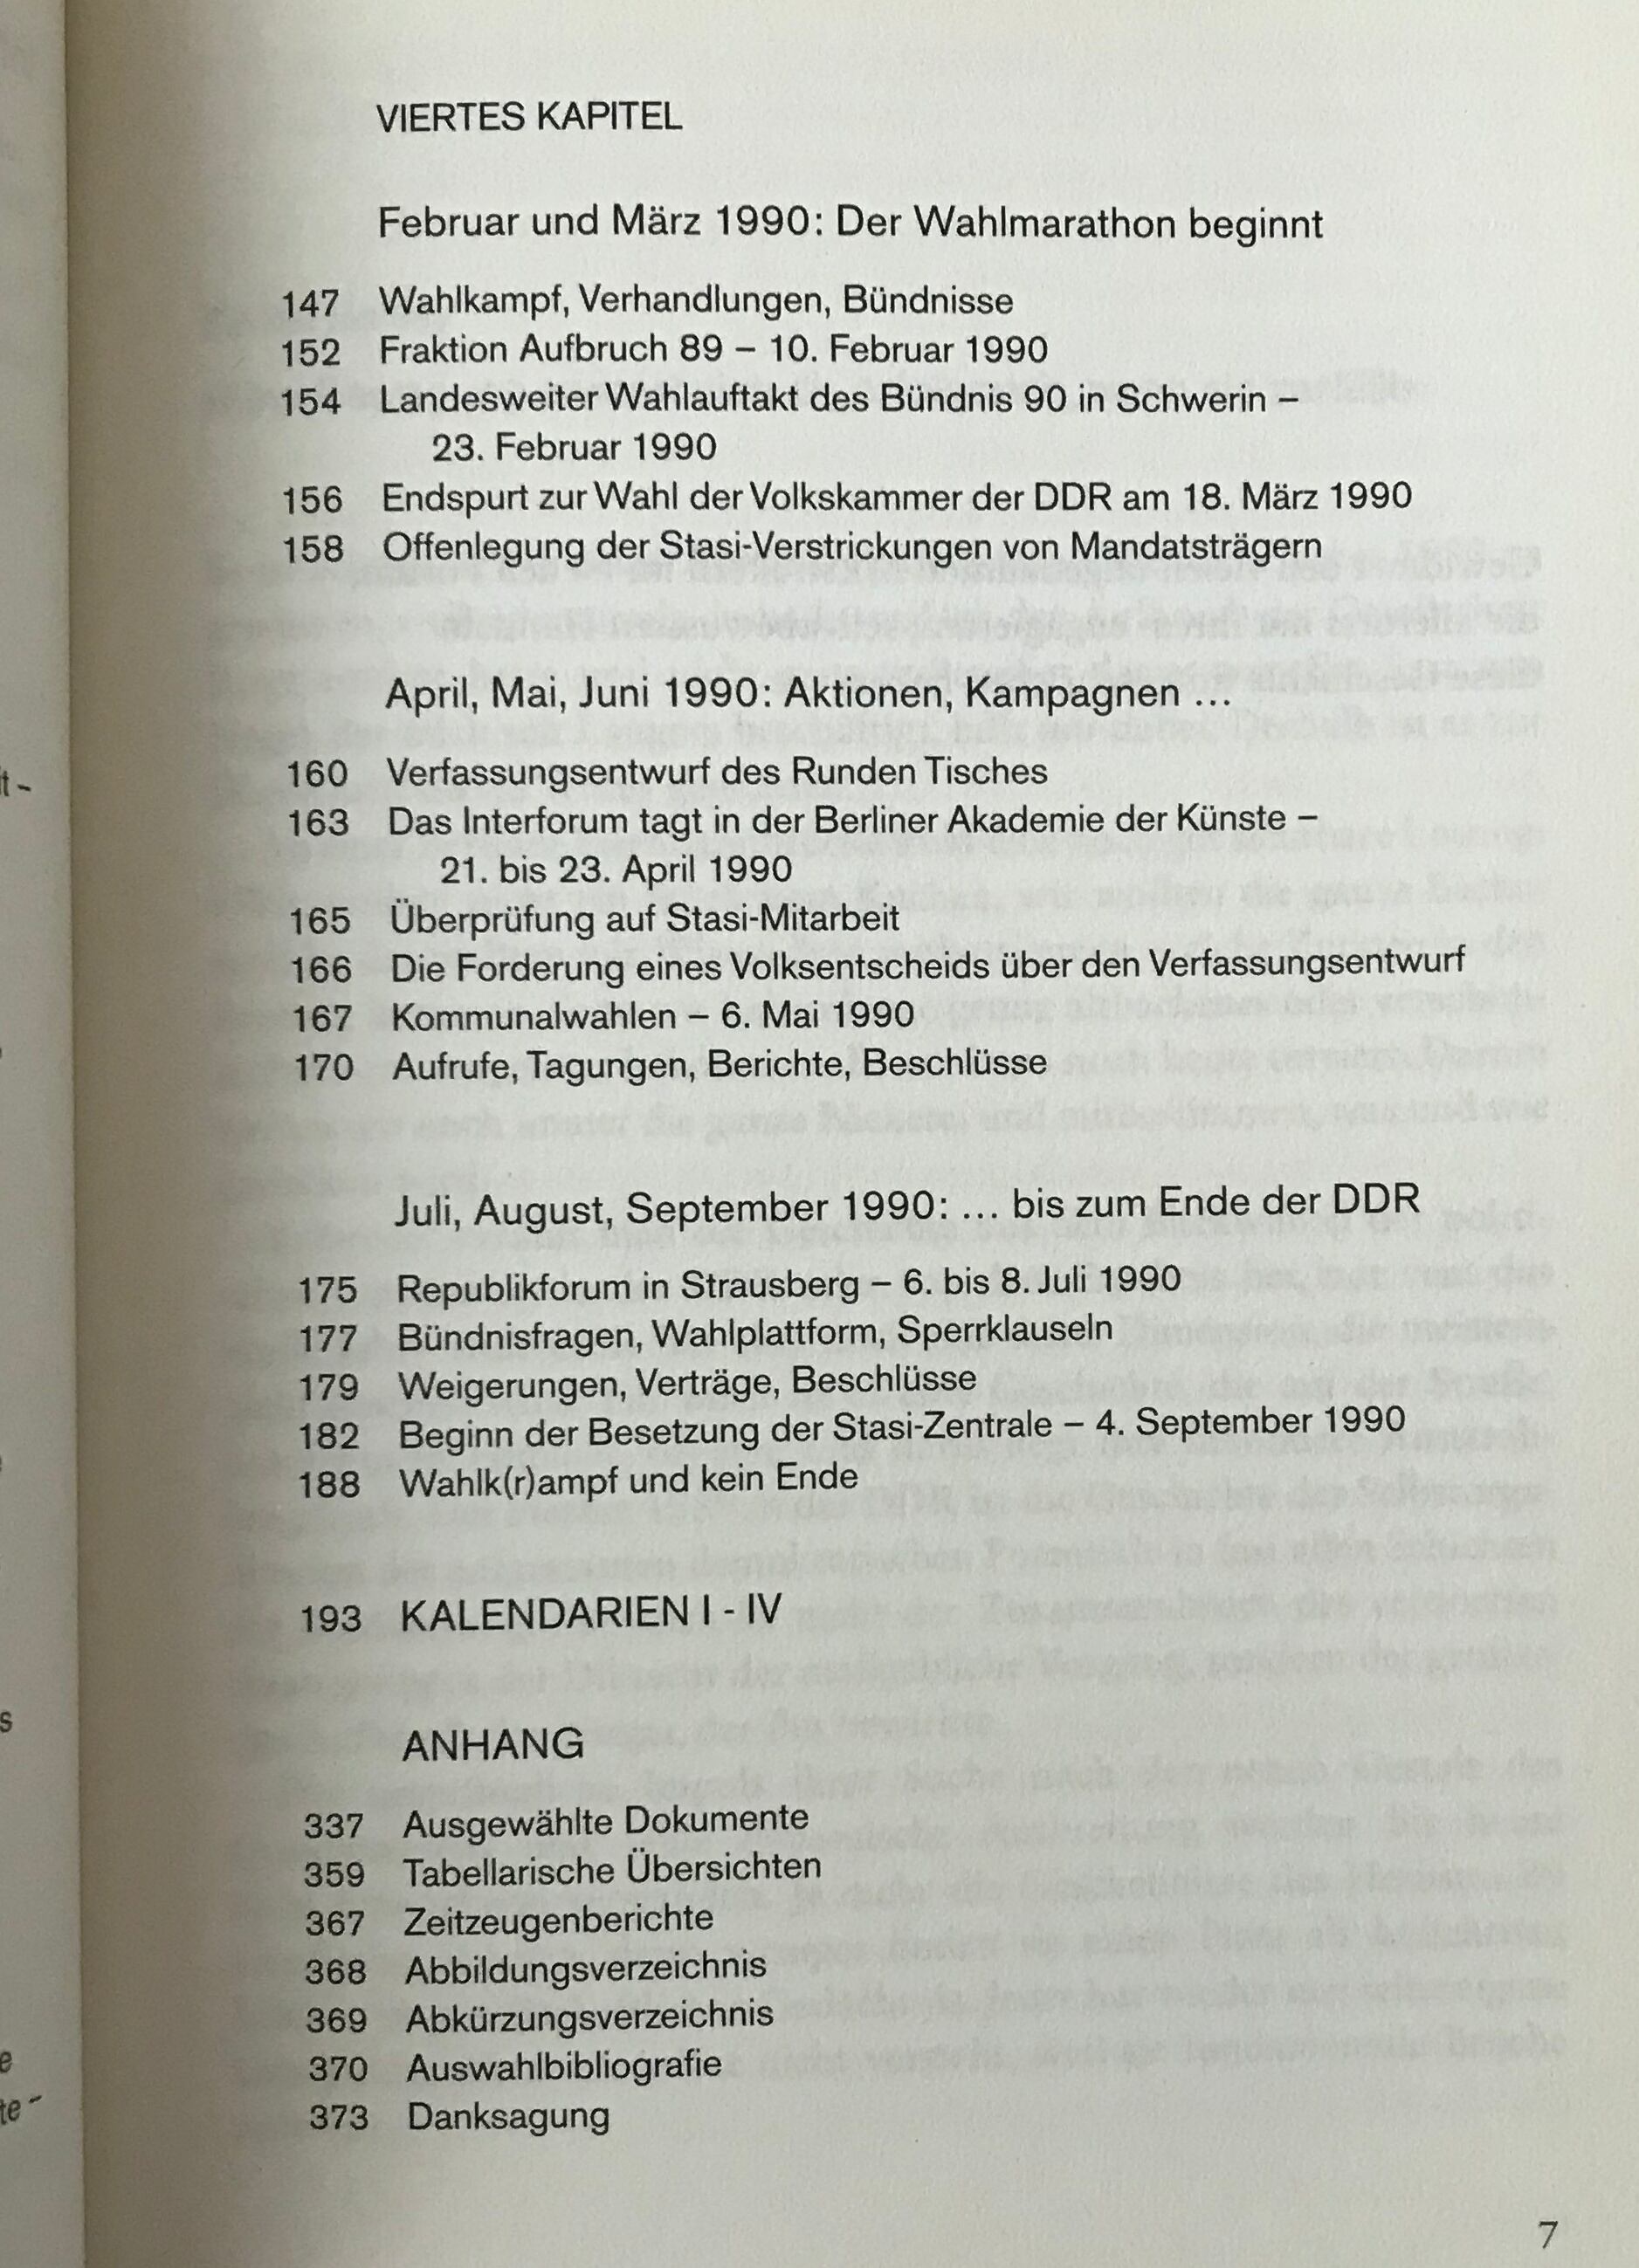 VIERTES KAPITEL
Februar und März 1990: Der Wahlmarathon beginnt
147 Wahlkampf, Verhandlungen, Bündnisse
152 Fraktion Aufbruch 89 – 10. Februar 1990
154 Landesweiter Wahlauftakt des Bündnis 90 in Schwerin –
23. Februar 1990
156 Endspurt zur Wahl der Volkskammer der DDR am 18. März 1990
158 Offenlegung der Stasi-Verstrickungen von Mandatsträgern
April, Mai, Juni 1990: Aktionen, Kampagnen ...
160 Verfassungsentwurf des Runden Tisches
163 Das Interforum tagt in der Berliner Akademie der Künste –
21. bis 23. April 1990
165 Überprüfung auf Stasi-Mitarbeit
166 Die Forderung eines Volksentscheids über den Verfassungsentwurf
167 Kommunalwahlen – 6. Mai 1990
170 Aufrufe, Tagungen, Berichte, Beschlüsse
Juli, August, September 1990: ... bis zum Ende der DDR
175 Republikforum in Strausberg – 6. bis 8. Juli 1990
177 Bündnisfragen, Wahlplattform, Sperrklauseln
179 Weigerungen, Verträge, Beschlüsse
182 Beginn der Besetzung der Stasi-Zentrale – 4. September 1990
188 Wahlk(r)ampf und kein Ende
193 KALENDARIEN I - IV
ANHANG
337 Ausgewählte Dokumente
359 Tabellarische Übersichten
367 Zeitzeugenberichte
368 Abbildungsverzeichnis
369 Abkürzungsverzeichnis
370 Auswahlbibliografie
373 Danksagung
7